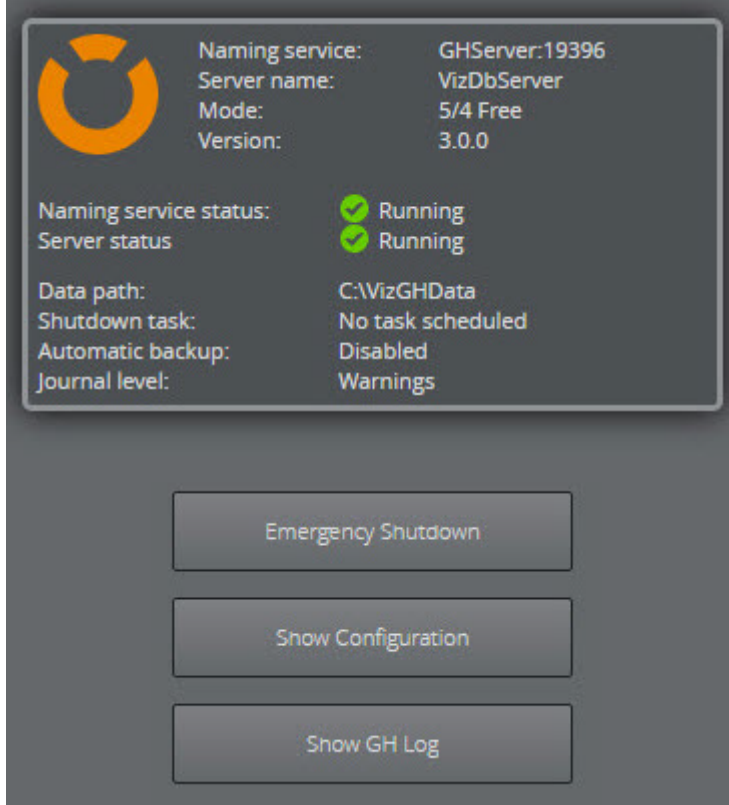 Naming service: GHServer:19396
Server name: VizDbServer
Mode: 5/4 Free
Version: 3.0.0
Naming service status: Running
Server status Running
Data path: C:\VizGHData
Shutdown task: No task scheduled
Automatic backup: Disabled
Journal level: Warnings
Emergency Shutdown
Show Configuration
Show GH Log